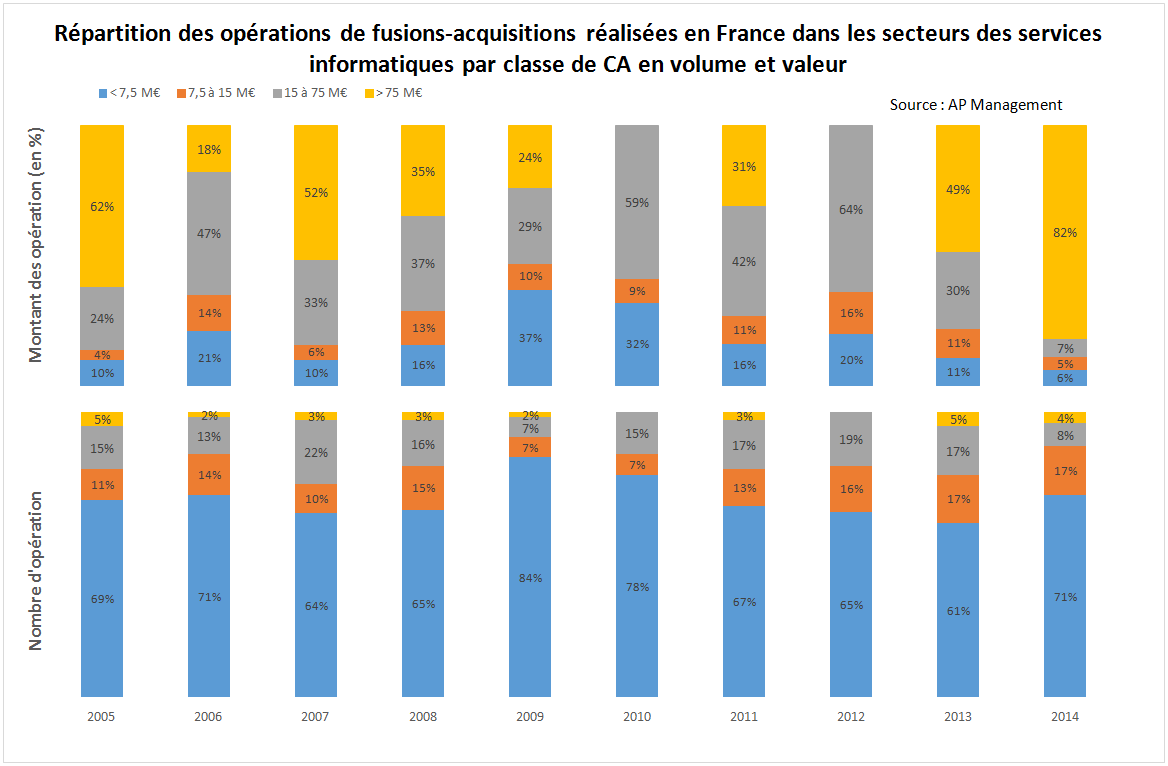 Répartition des opérations de fusions-acquisitions réalisées en France dans les secteurs des services
informatiques par classe de CA en volume et valeur
< 7,5 M€ 7,5 à 15 M€ 15 à 75 M€ > 75 M€
Source : AP Management
Montant des opération (en %)
62% 18% 52% 35% 24% 59% 31% 64% 49% 82%
24% 47% 33% 37% 29% 9% 42% 16% 30% 7%
4% 14% 6% 13% 10% 32% 11% 20% 11% 5%
10% 21% 10% 16% 37% 16% 11% 6%
Nombre d'opération
5% 2% 3% 3% 2% 15% 3% 19% 5% 4%
15% 13% 22% 16% 7% 7% 17% 16% 17% 8%
11% 14% 10% 15% 7% 78% 13% 65% 17% 17%
69% 71% 64% 65% 84% 67% 61% 71%
2005 2006 2007 2008 2009 2010 2011 2012 2013 2014